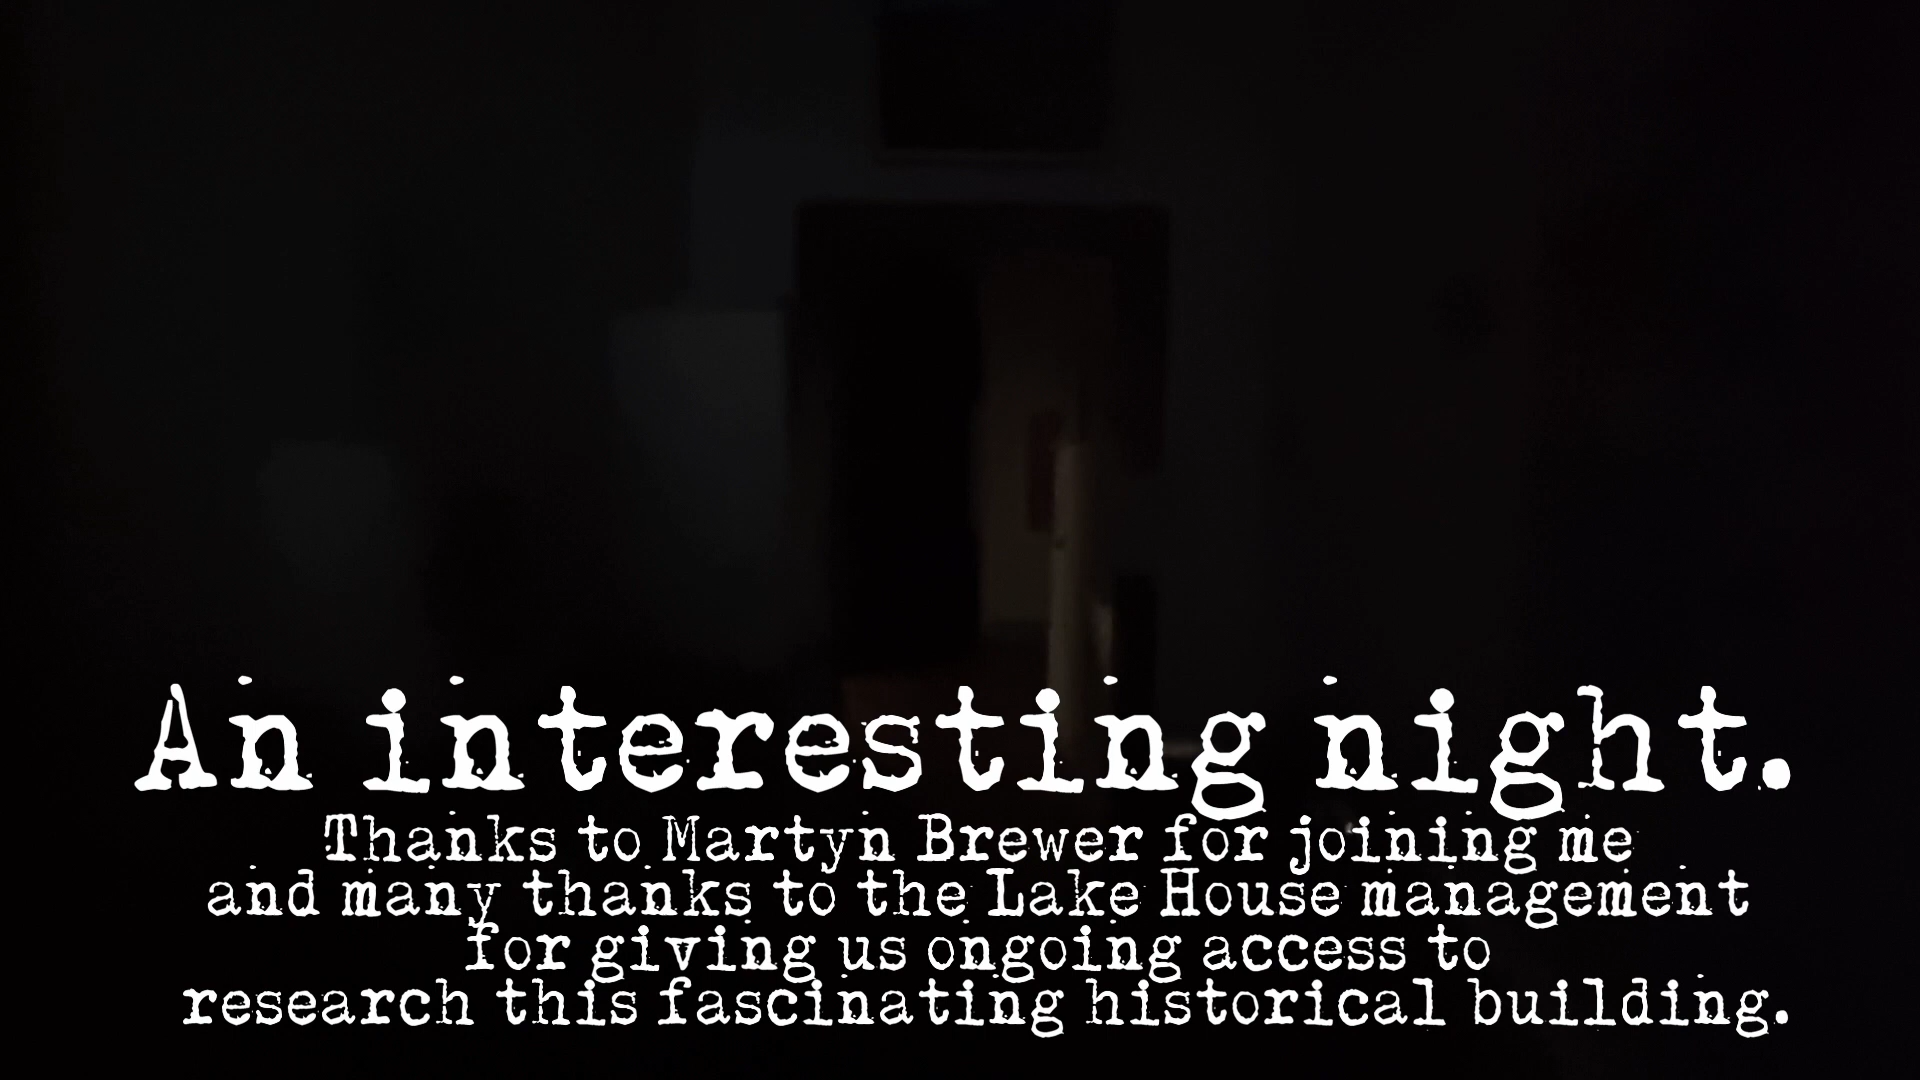 An interesting night.
Thanks to Martyn Brewer for joining me
and many thanks to the Lake House management
for giving us ongoing access to
research this fascinating historical building.